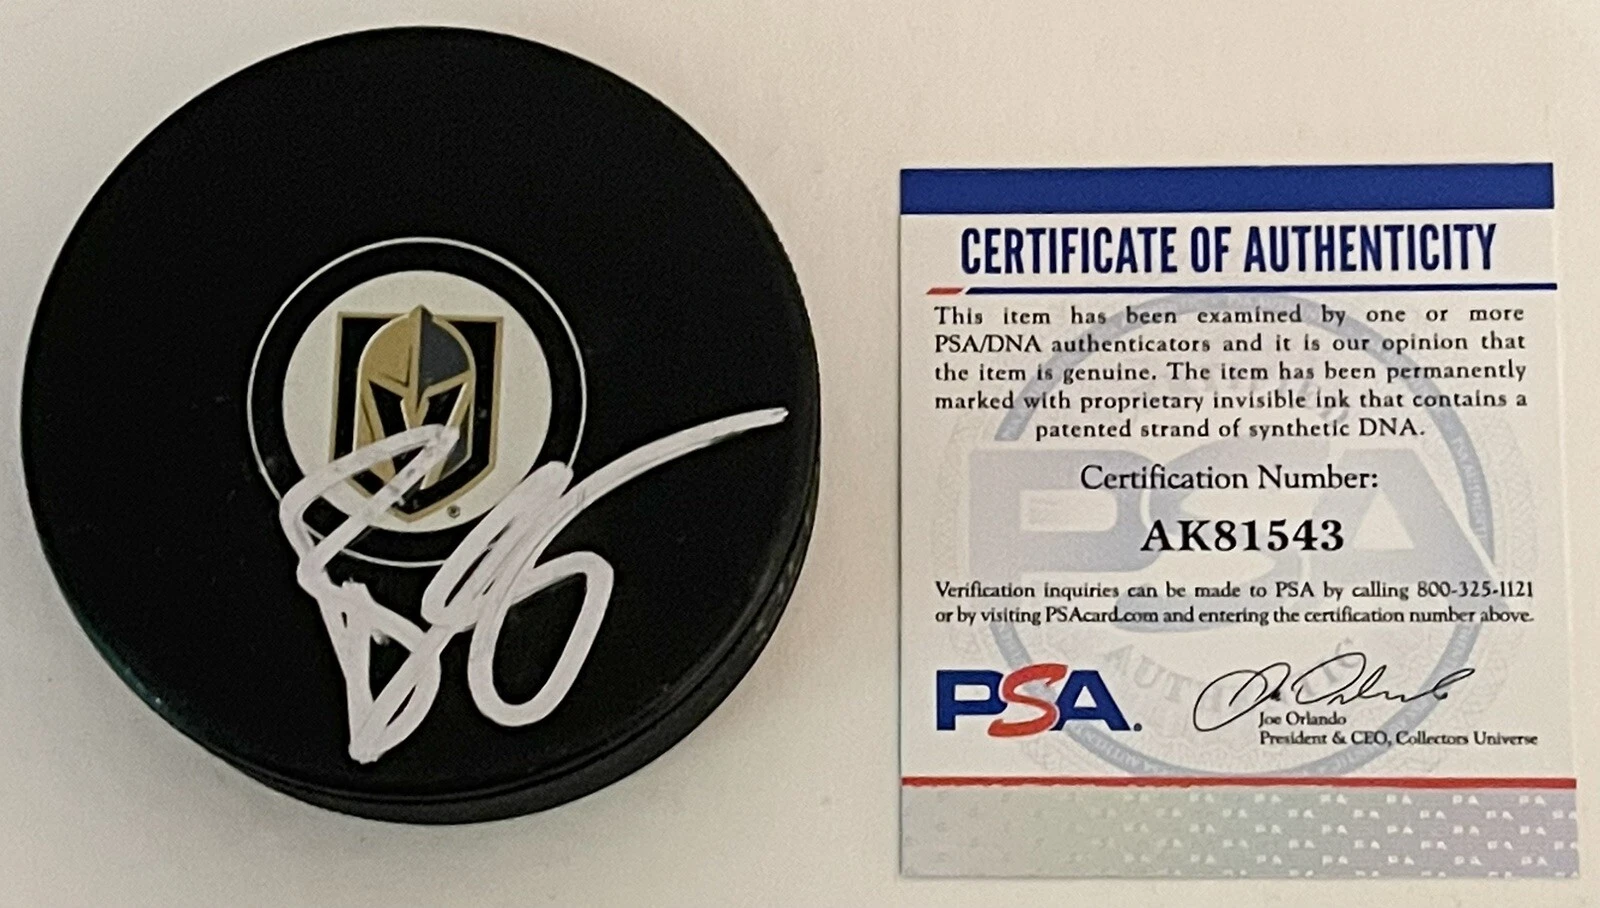 ®
CERTIFICATE OF AUTHENTICITY
This item has been examined by one or more
PSA/DNA authenticators and it is our opinion that
the item is genuine. The item has been permanently
marked with proprietary invisible ink that contains a
patented strand of synthetic DNA.
Certification Number:
AK81543
Verification inquiries can be made to PSA by calling 800-325-1121
or by visiting PSAcard.com and entering the certification number above.
PSA.
Joe Orlando
President & CEO, Collectors Universe